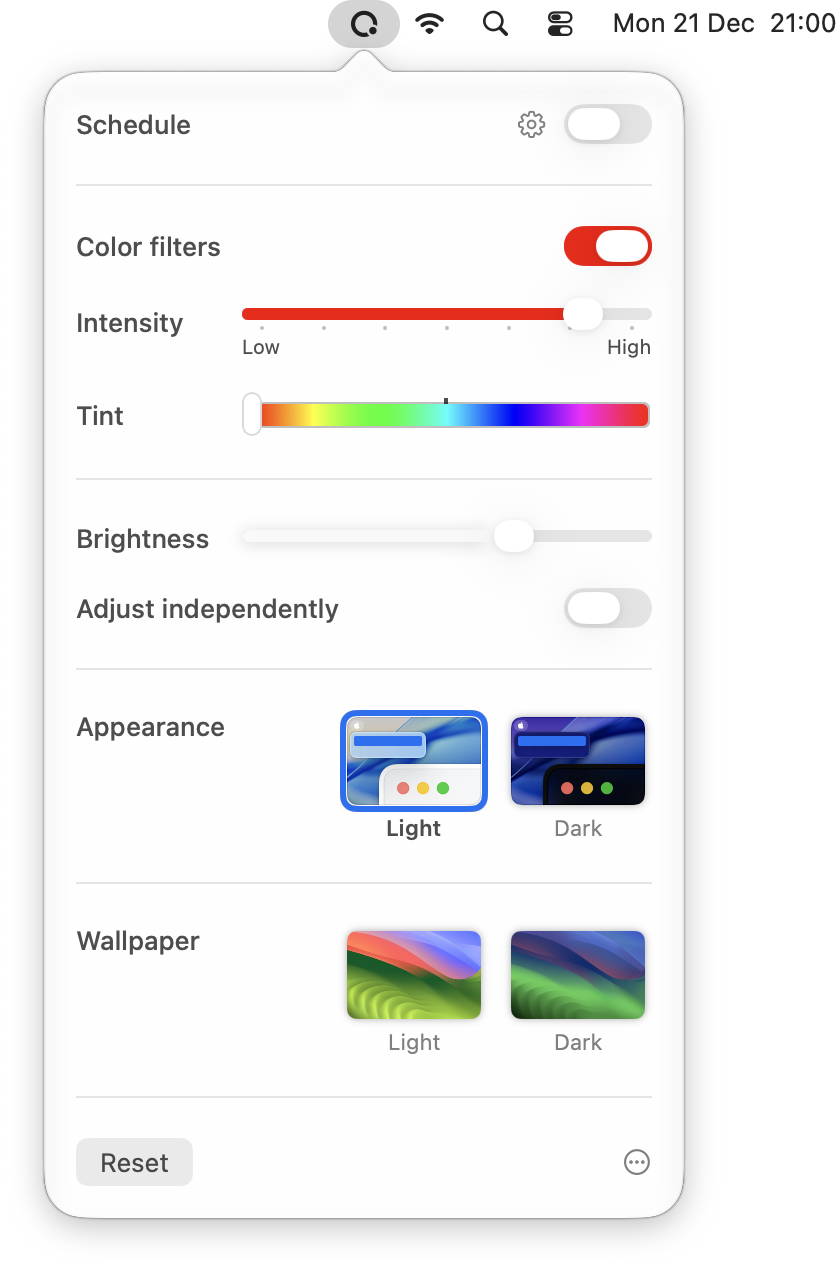 Mon 21 Dec 21:00
Schedule
Color filters
Intensity
Low High
Tint
Brightness
Adjust independently
Appearance
Light Dark
Wallpaper
Light Dark
Reset